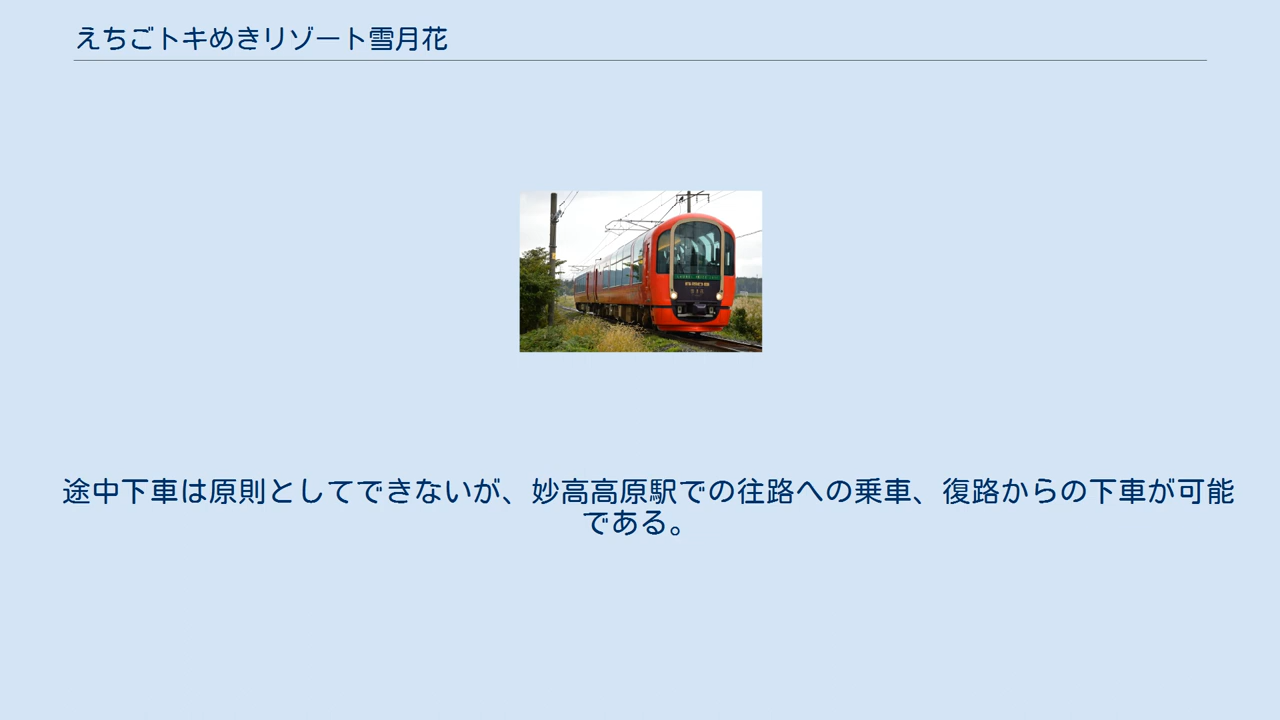 えちごトキめきリゾート雪月花
途中下車は原則としてできないが、妙高高原駅での往路への乗車、復路からの下車が可能
である。